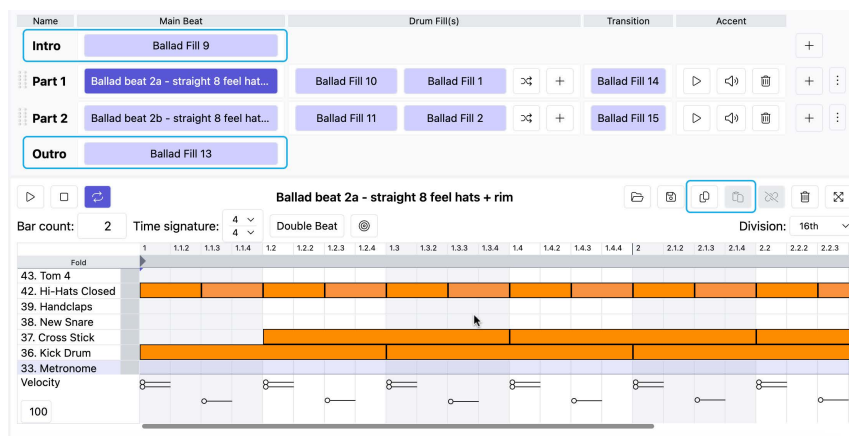 Name Main Beat Drum Fill(s) Transition Accent
Intro Ballad Fill 9
Part 1 Ballad beat 2a - straight 8 feel hat... Ballad Fill 10 Ballad Fill 1 Ballad Fill 14
Part 2 Ballad beat 2b - straight 8 feel hat... Ballad Fill 11 Ballad Fill 2 Ballad Fill 15
Outro Ballad Fill 13
Ballad beat 2a - straight 8 feel hats + rim
Bar count: 2 Time signature: 4 4 Double Beat Division: 16th
1 1.1.2 1.1.3 1.1.4 1.2 1.2.2 1.2.3 1.2.4 1.3 1.3.2 1.3.3 1.3.4 1.4 1.4.2 1.4.3 1.4.4 2 2.1.2 2.1.3 2.1.4 2.2 2.2.2 2.2.3
Fold
43. Tom 4
42. Hi-Hats Closed
39. Handclaps
38. New Snare
37. Cross Stick
36. Kick Drum
33. Metronome
Velocity
100